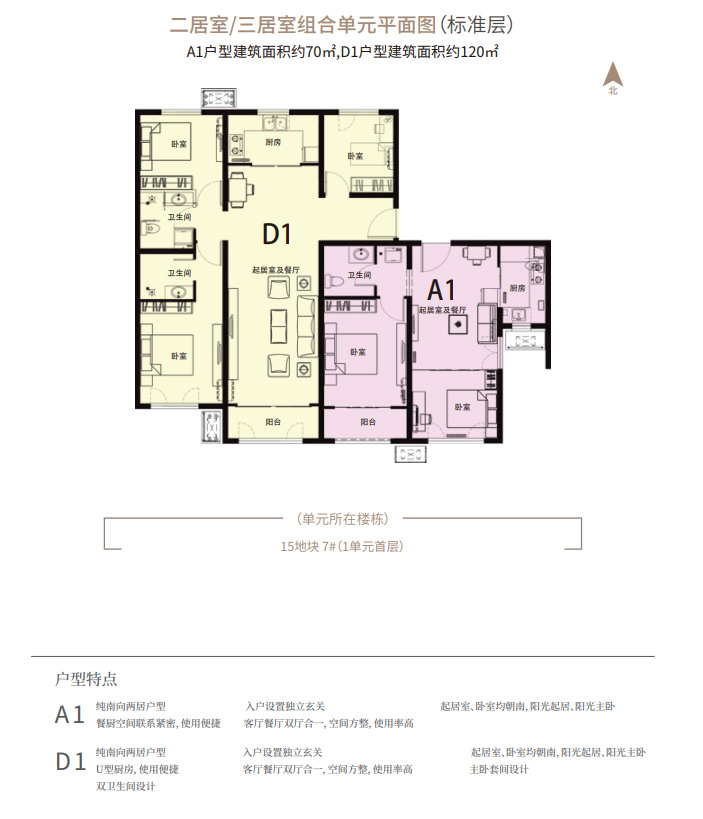 二居室/三居室组合单元平面图(标准层)
A1户型建筑面积约70㎡,D1户型建筑面积约120㎡
北
卧室
厨房
卧室
卫生间
D1
卫生间
起居室及餐厅
卫生间
A1
厨房
起居室及餐厅
卧室
卧室
卧室
阳台
阳台
(单元所在楼栋)
15地块 7#(1单元首层)
户型特点
A1
纯南向两居户型 入户设置独立玄关 起居室、卧室均朝南, 阳光起居、阳光主卧
餐厨空间联系紧密, 使用便捷 客厅餐厅双厅合一, 空间方整, 使用率高
D1
纯南向两居户型 入户设置独立玄关 起居室、卧室均朝南, 阳光起居、阳光主卧
U型厨房, 使用便捷 客厅餐厅双厅合一, 空间方整, 使用率高 主卧套间设计
双卫生间设计